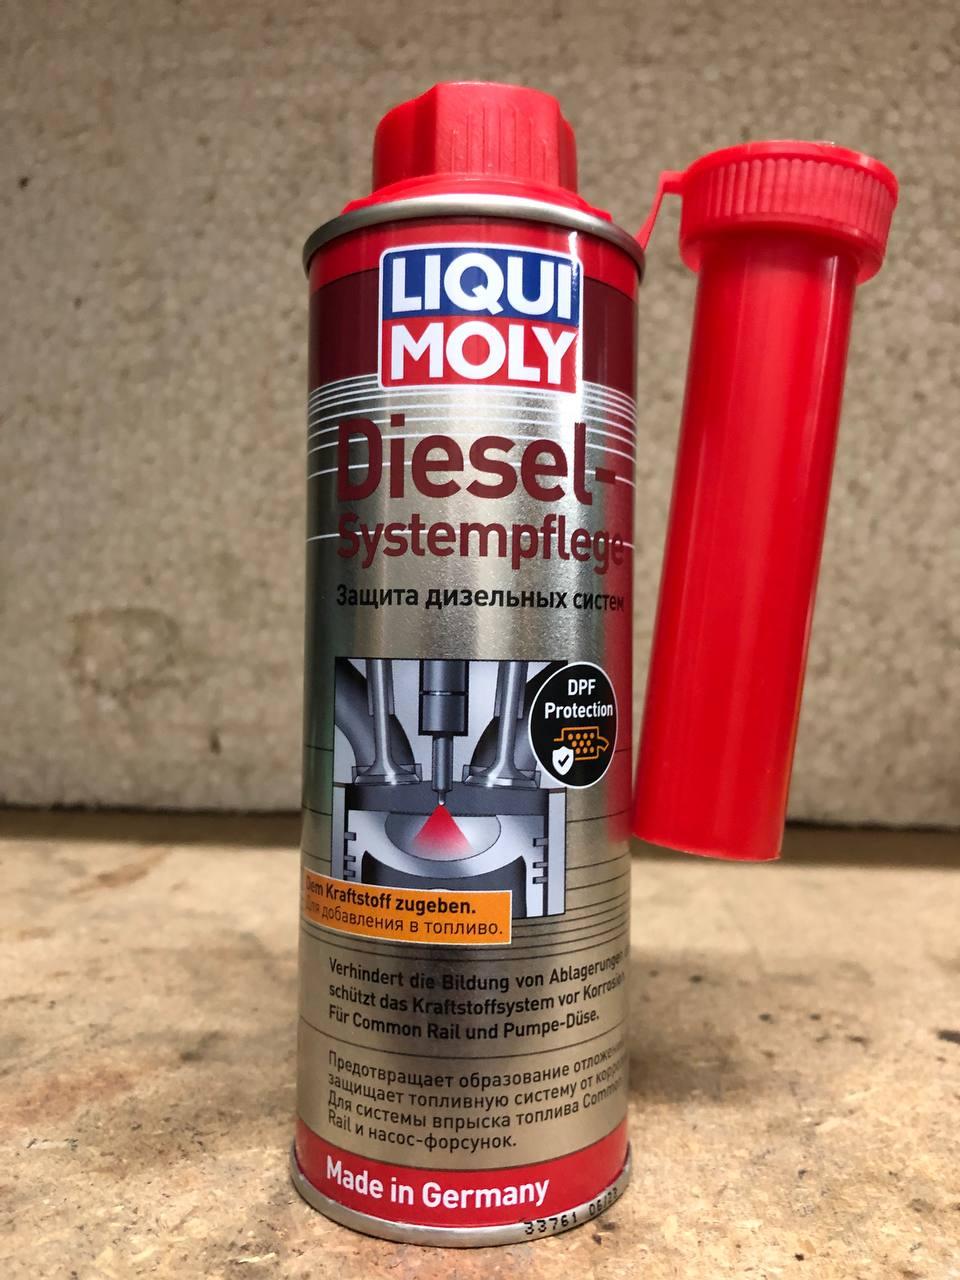 LIQUI
MOLY
Diesel-
Systempflege
Защита дизельных систем
DPF
Protection
Dem Kraftstoff zugeben.
Для добавления в топливо.
Verhindert die Bildung von Ablagerungen
schützt das Kraftstoffsystem vor Korrosion
Für Common Rail und Pumpe-Düse.
Предотвращает образование
защищает топливную систему от
Для системы впрыска топлива Common
Rail и насос-форсунок.
Made in Germany
33761